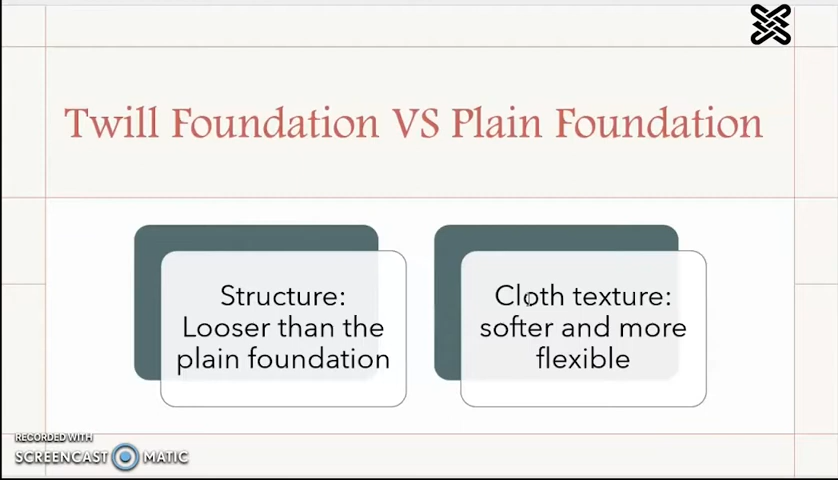 Twill Foundation VS Plain Foundation
Structure:
Looser than the
plain foundation
Cloth texture:
softer and more
flexible
RECORDED WITH
SCREENCAST MATIC